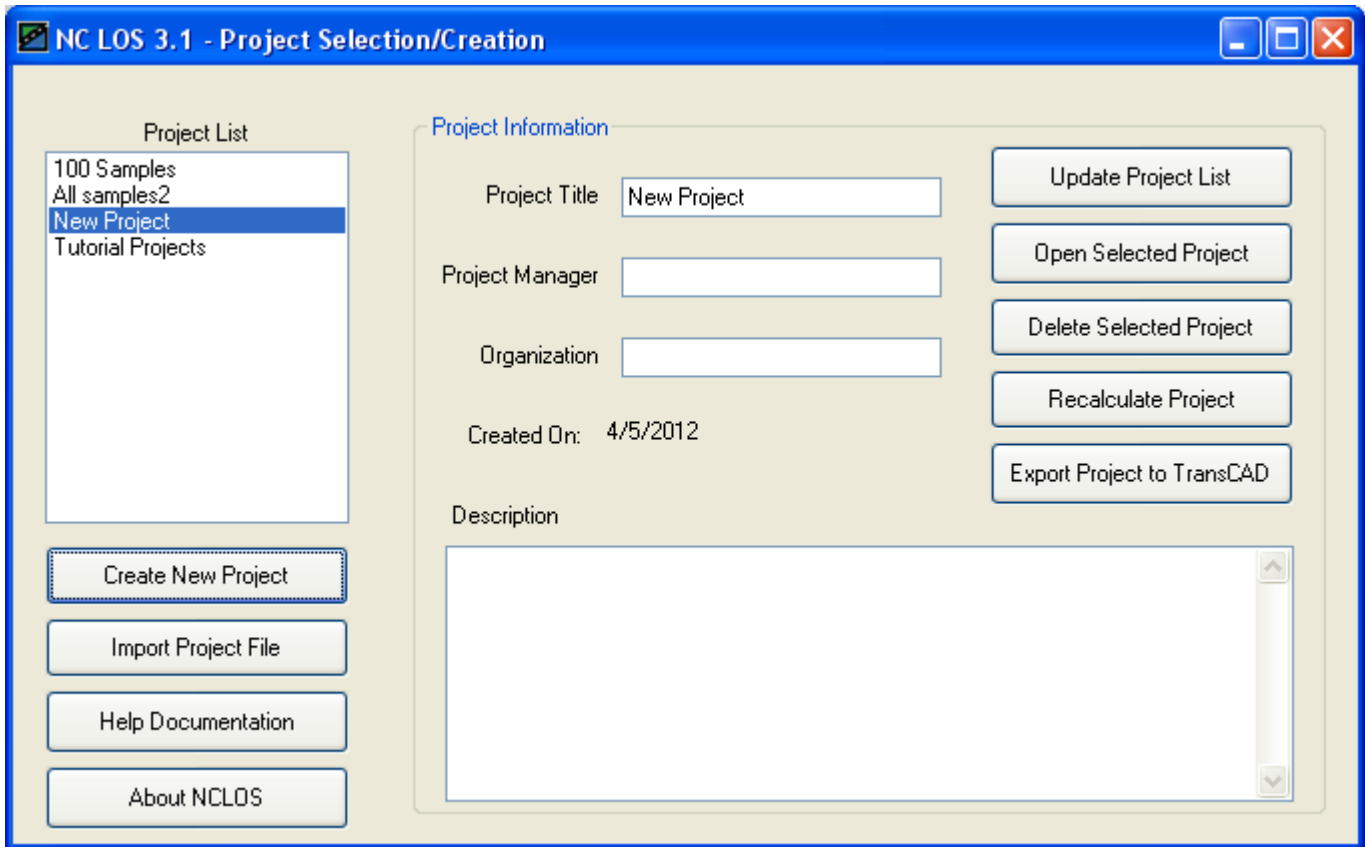 NC LOS 3.1 - Project Selection/Creation
Project List
100 Samples
All samples2
New Project
Tutorial Projects
Create New Project
Import Project File
Help Documentation
About NCLOS
Project Information
Project Title New Project
Project Manager
Organization
Created On: 4/5/2012
Description
Update Project List
Open Selected Project
Delete Selected Project
Recalculate Project
Export Project to TransCAD